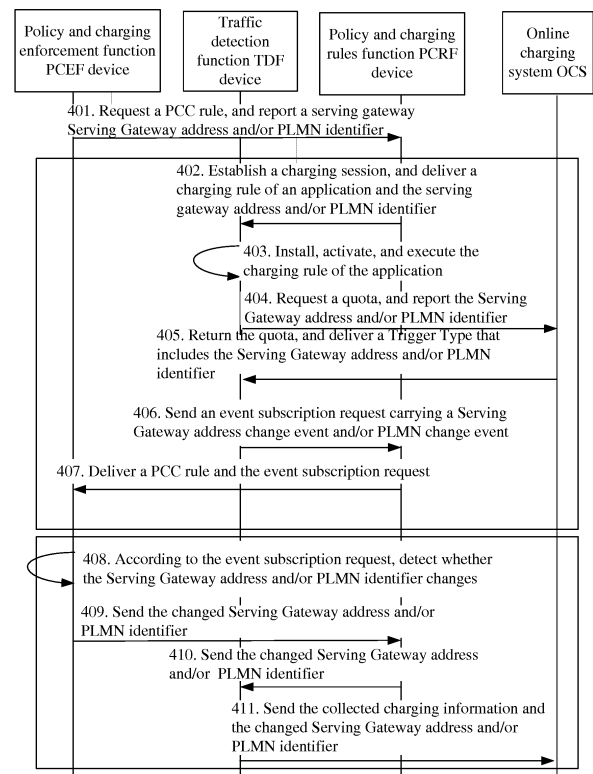 Policy and charging
enforcement function
PCEF device
Traffic
detection
function TDF
device
Policy and charging
rules function PCRF
device
Online
charging
system OCS
401. Request a PCC rule, and report a serving gateway
Serving Gateway address and/or PLMN identifier
402. Establish a charging session, and deliver a
charging rule of an application and the serving
gateway address and/or PLMN identifier
403. Install, activate, and execute the
charging rule of the application
404. Request a quota, and report the Serving
Gateway address and/or PLMN identifier
405. Return the quota, and deliver a Trigger Type that
includes the Serving Gateway address and/or PLMN
identifier
406. Send an event subscription request carrying a Serving
Gateway address change event and/or PLMN change event
407. Deliver a PCC rule and the event subscription request
408. According to the event subscription request, detect whether
the Serving Gateway address and/or PLMN identifier changes
409. Send the changed Serving Gateway address and/or
PLMN identifier
410. Send the changed Serving Gateway address
and/or PLMN identifier
411. Send the collected charging information and
the changed Serving Gateway address and/or
PLMN identifier